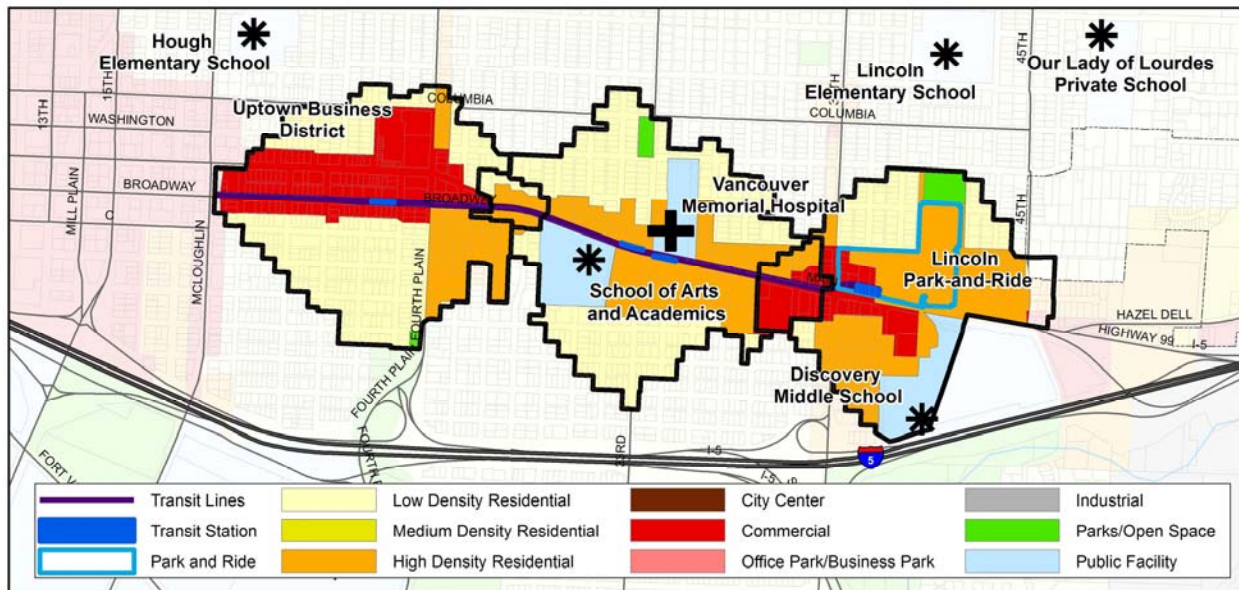 Hough
Elementary School
Lincoln
Elementary School
Our Lady of Lourdes
Private School
45TH
15TH
13TH
COLUMBIA
COLUMBIA
WASHINGTON
Uptown Business
District
BROADWAY
BROADWAY
C
MILL PLAIN
MCLOUGHLIN
Vancouver
Memorial Hospital
45TH
Lincoln
Park-and-Ride
School of Arts
and Academics
FOURTH PLAIN
FOURTH PLAIN
HAZEL DELL
HIGHWAY 99
I-5
Discovery
Middle School
33RD
I-5
5
I-5
FORT V
Transit Lines
Transit Station
Park and Ride
Low Density Residential
Medium Density Residential
High Density Residential
City Center
Commercial
Office Park/Business Park
Industrial
Parks/Open Space
Public Facility